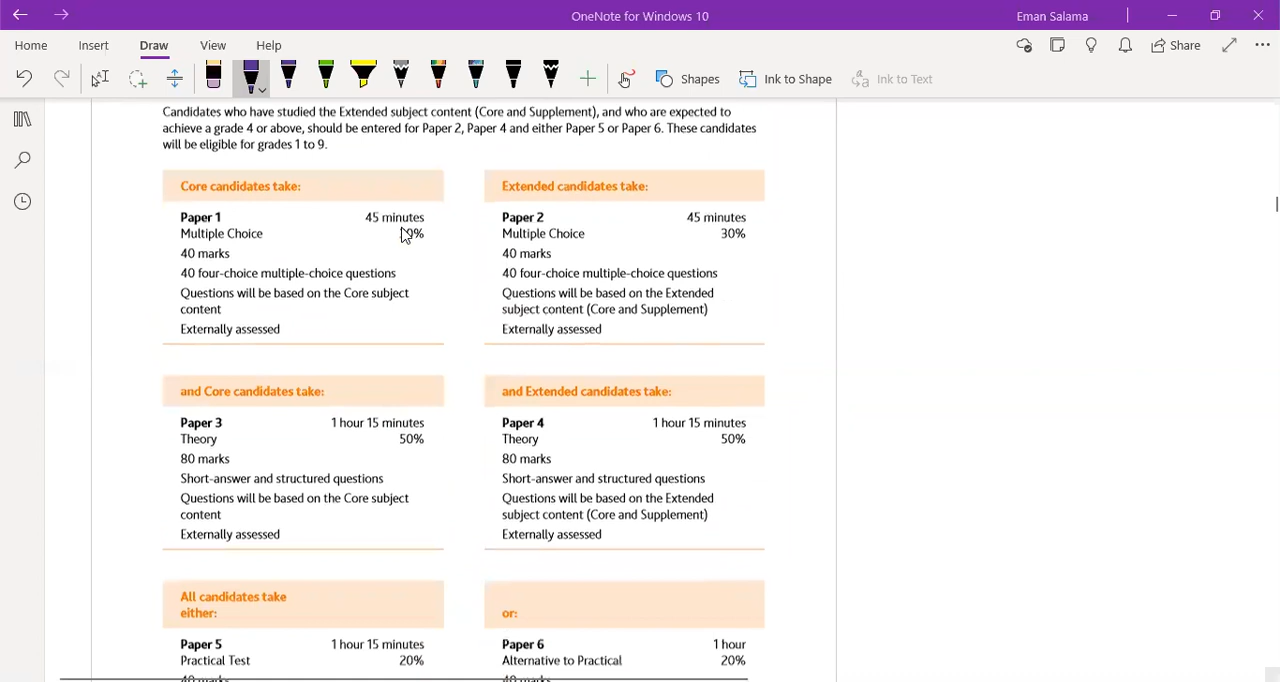 OneNote for Windows 10
Eman Salama
Home Insert Draw View Help
Share
Shapes
Ink to Shape
Ink to Text
Candidates who have studied the Extended subject content (Core and Supplement), and who are expected to
achieve a grade 4 or above, should be entered for Paper 2, Paper 4 and either Paper 5 or Paper 6. These candidates
will be eligible for grades 1 to 9.
Core candidates take:
Paper 1 45 minutes
Multiple Choice
40 marks
40 four-choice multiple-choice questions
Questions will be based on the Core subject
content
Externally assessed
Extended candidates take:
Paper 2 45 minutes
Multiple Choice 30%
40 marks
40 four-choice multiple-choice questions
Questions will be based on the Extended
subject content (Core and Supplement)
Externally assessed
and Core candidates take:
Paper 3 1 hour 15 minutes
Theory 50%
80 marks
Short-answer and structured questions
Questions will be based on the Core subject
content
Externally assessed
and Extended candidates take:
Paper 4 1 hour 15 minutes
Theory 50%
80 marks
Short-answer and structured questions
Questions will be based on the Extended
subject content (Core and Supplement)
Externally assessed
All candidates take
either:
Paper 5 1 hour 15 minutes
Practical Test 20%
40 marks
or:
Paper 6 1 hour
Alternative to Practical 20%
40 marks